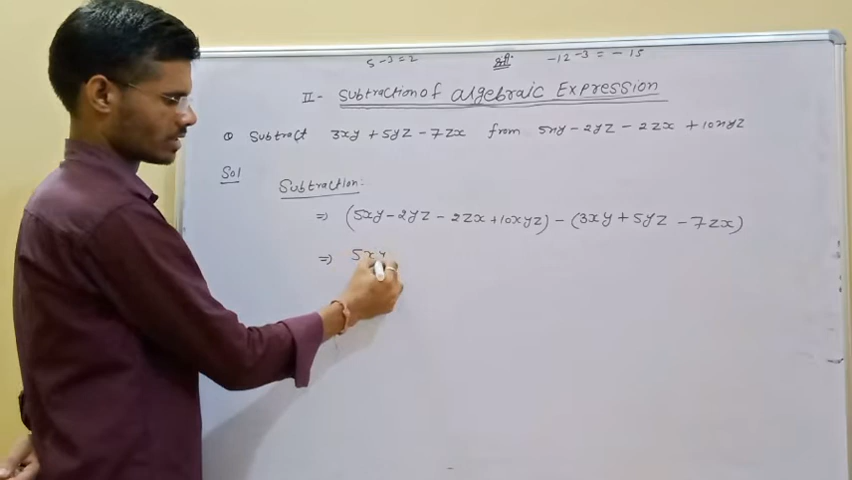 5-3=2 -12-3 = -15
II- Subtraction of algebraic Expression
Q Subtract 3xy + 5yz - 7zx from 5xy - 2yz - 2zx + 10xyz
Sol
Subtraction:
⇒ (5xy - 2yz - 2zx + 10xyz) - (3xy + 5yz - 7zx)
⇒ 5xy